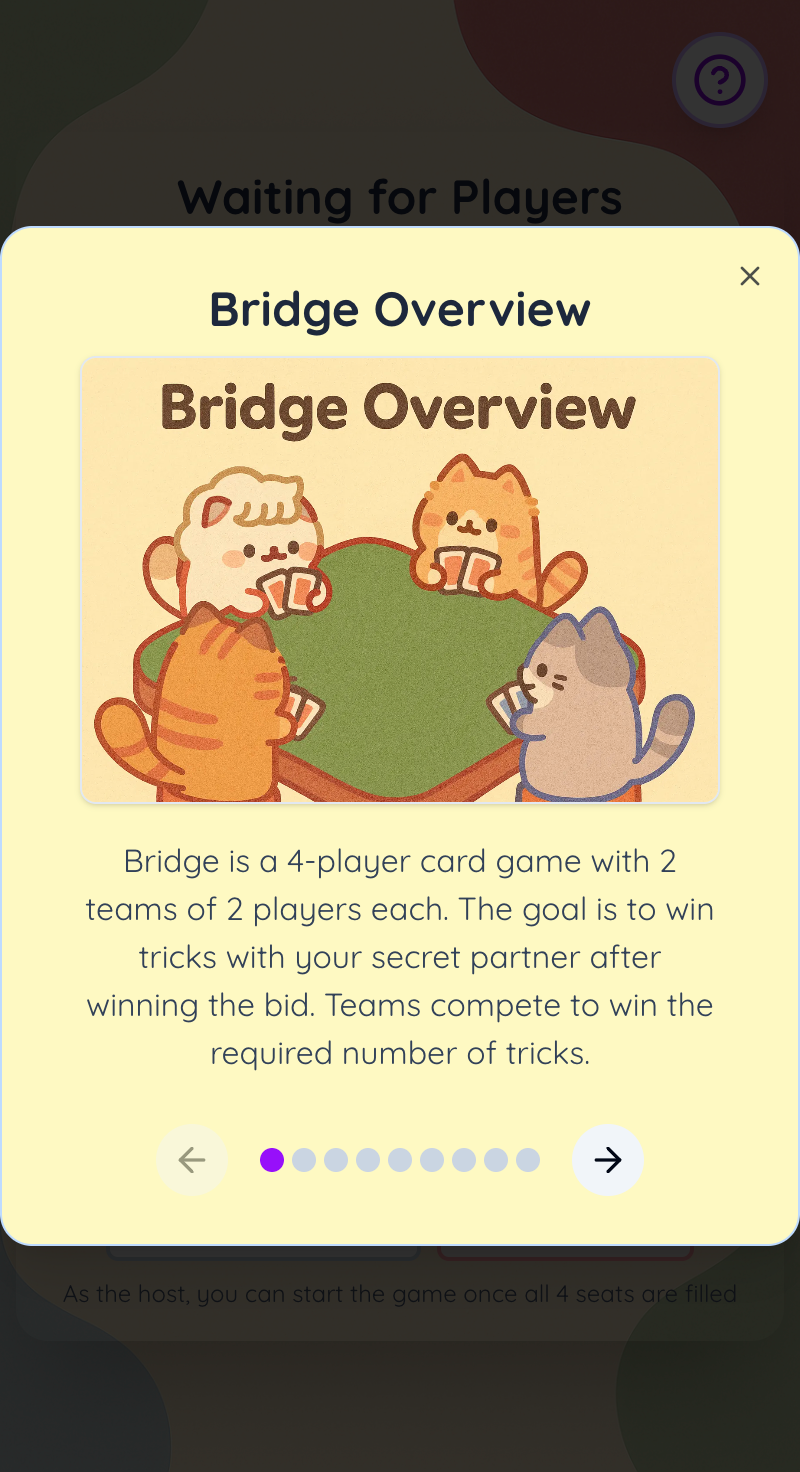 Waiting for Players
Bridge Overview
Bridge Overview
Bridge is a 4-player card game with 2
teams of 2 players each. The goal is to win
tricks with your secret partner after
winning the bid. Teams compete to win the
required number of tricks.
As the host, you can start the game once all 4 seats are filled